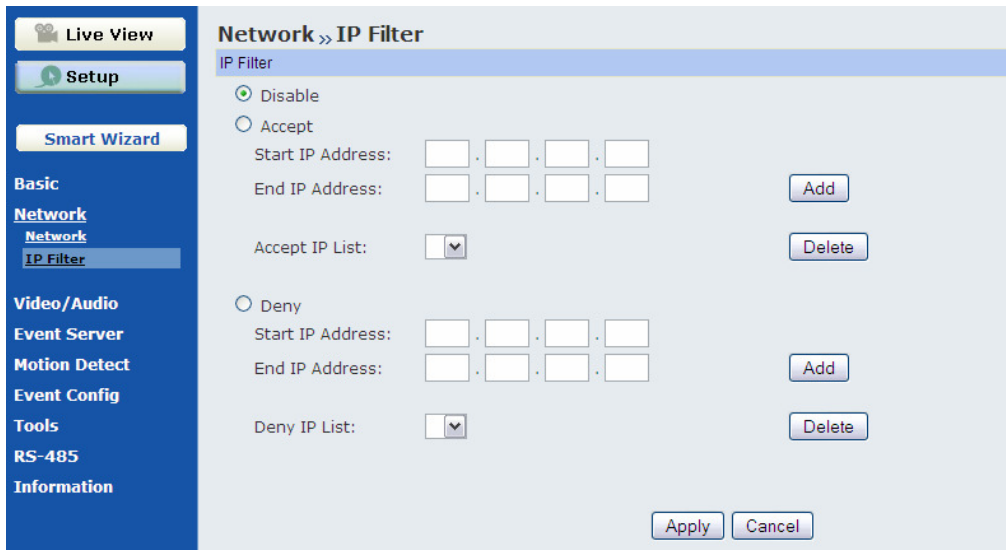 Live View
Setup
Smart Wizard
Basic
Network
Network
IP Filter
Video/Audio
Event Server
Motion Detect
Event Config
Tools
RS-485
Information
Network » IP Filter
IP Filter
Disable
Accept
Start IP Address: . . .
End IP Address: . . . Add
Accept IP List: Delete
Deny
Start IP Address: . . .
End IP Address: . . . Add
Deny IP List: Delete
Apply Cancel